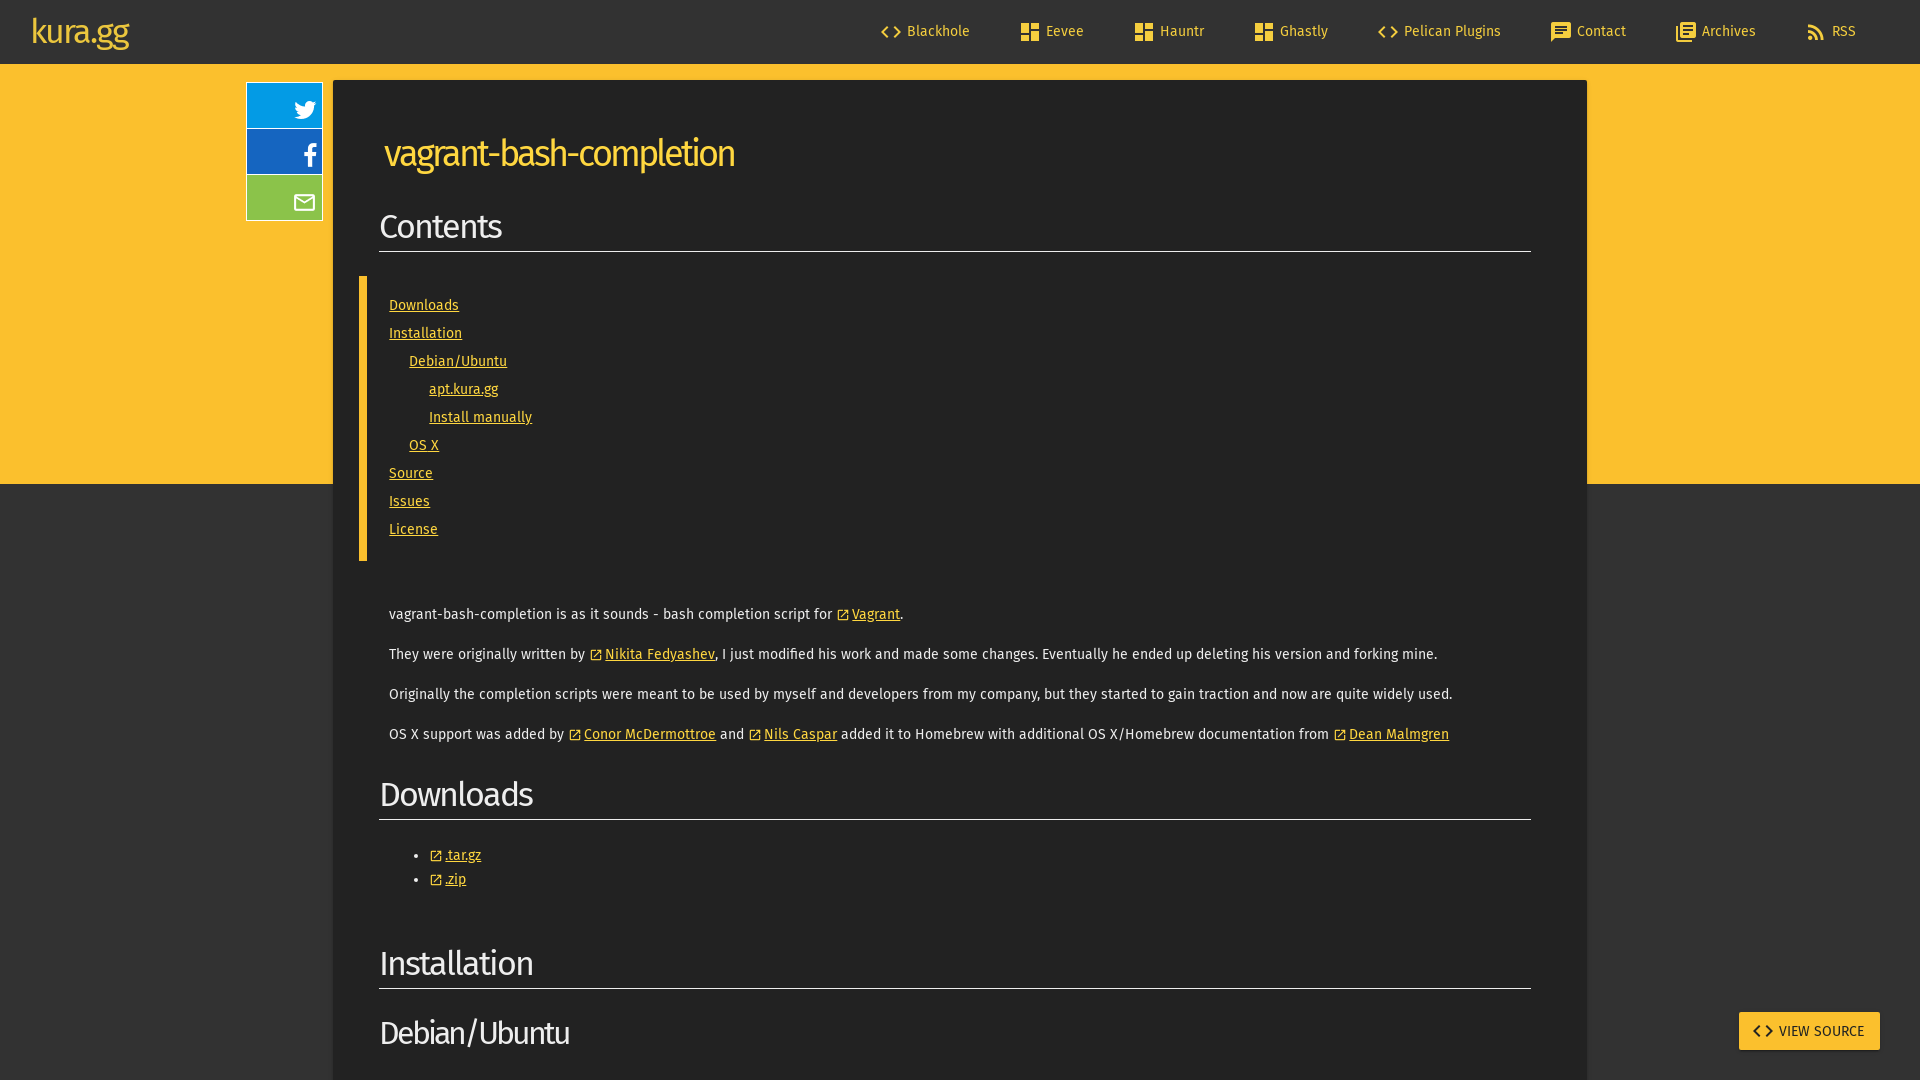 kura.gg
Blackhole
Eevee
Hauntr
Ghastly
Pelican Plugins
Contact
Archives
RSS
vagrant-bash-completion
Contents
Downloads
Installation
Debian/Ubuntu
apt.kura.gg
Install manually
OS X
Source
Issues
License
vagrant-bash-completion is as it sounds - bash completion script for Vagrant.
They were originally written by Nikita Fedyashev, I just modified his work and made some changes. Eventually he ended up deleting his version and forking mine.
Originally the completion scripts were meant to be used by myself and developers from my company, but they started to gain traction and now are quite widely used.
OS X support was added by Conor McDermottroe and Nils Caspar added it to Homebrew with additional OS X/Homebrew documentation from Dean Malmgren
Downloads
.tar.gz
.zip
Installation
Debian/Ubuntu
VIEW SOURCE